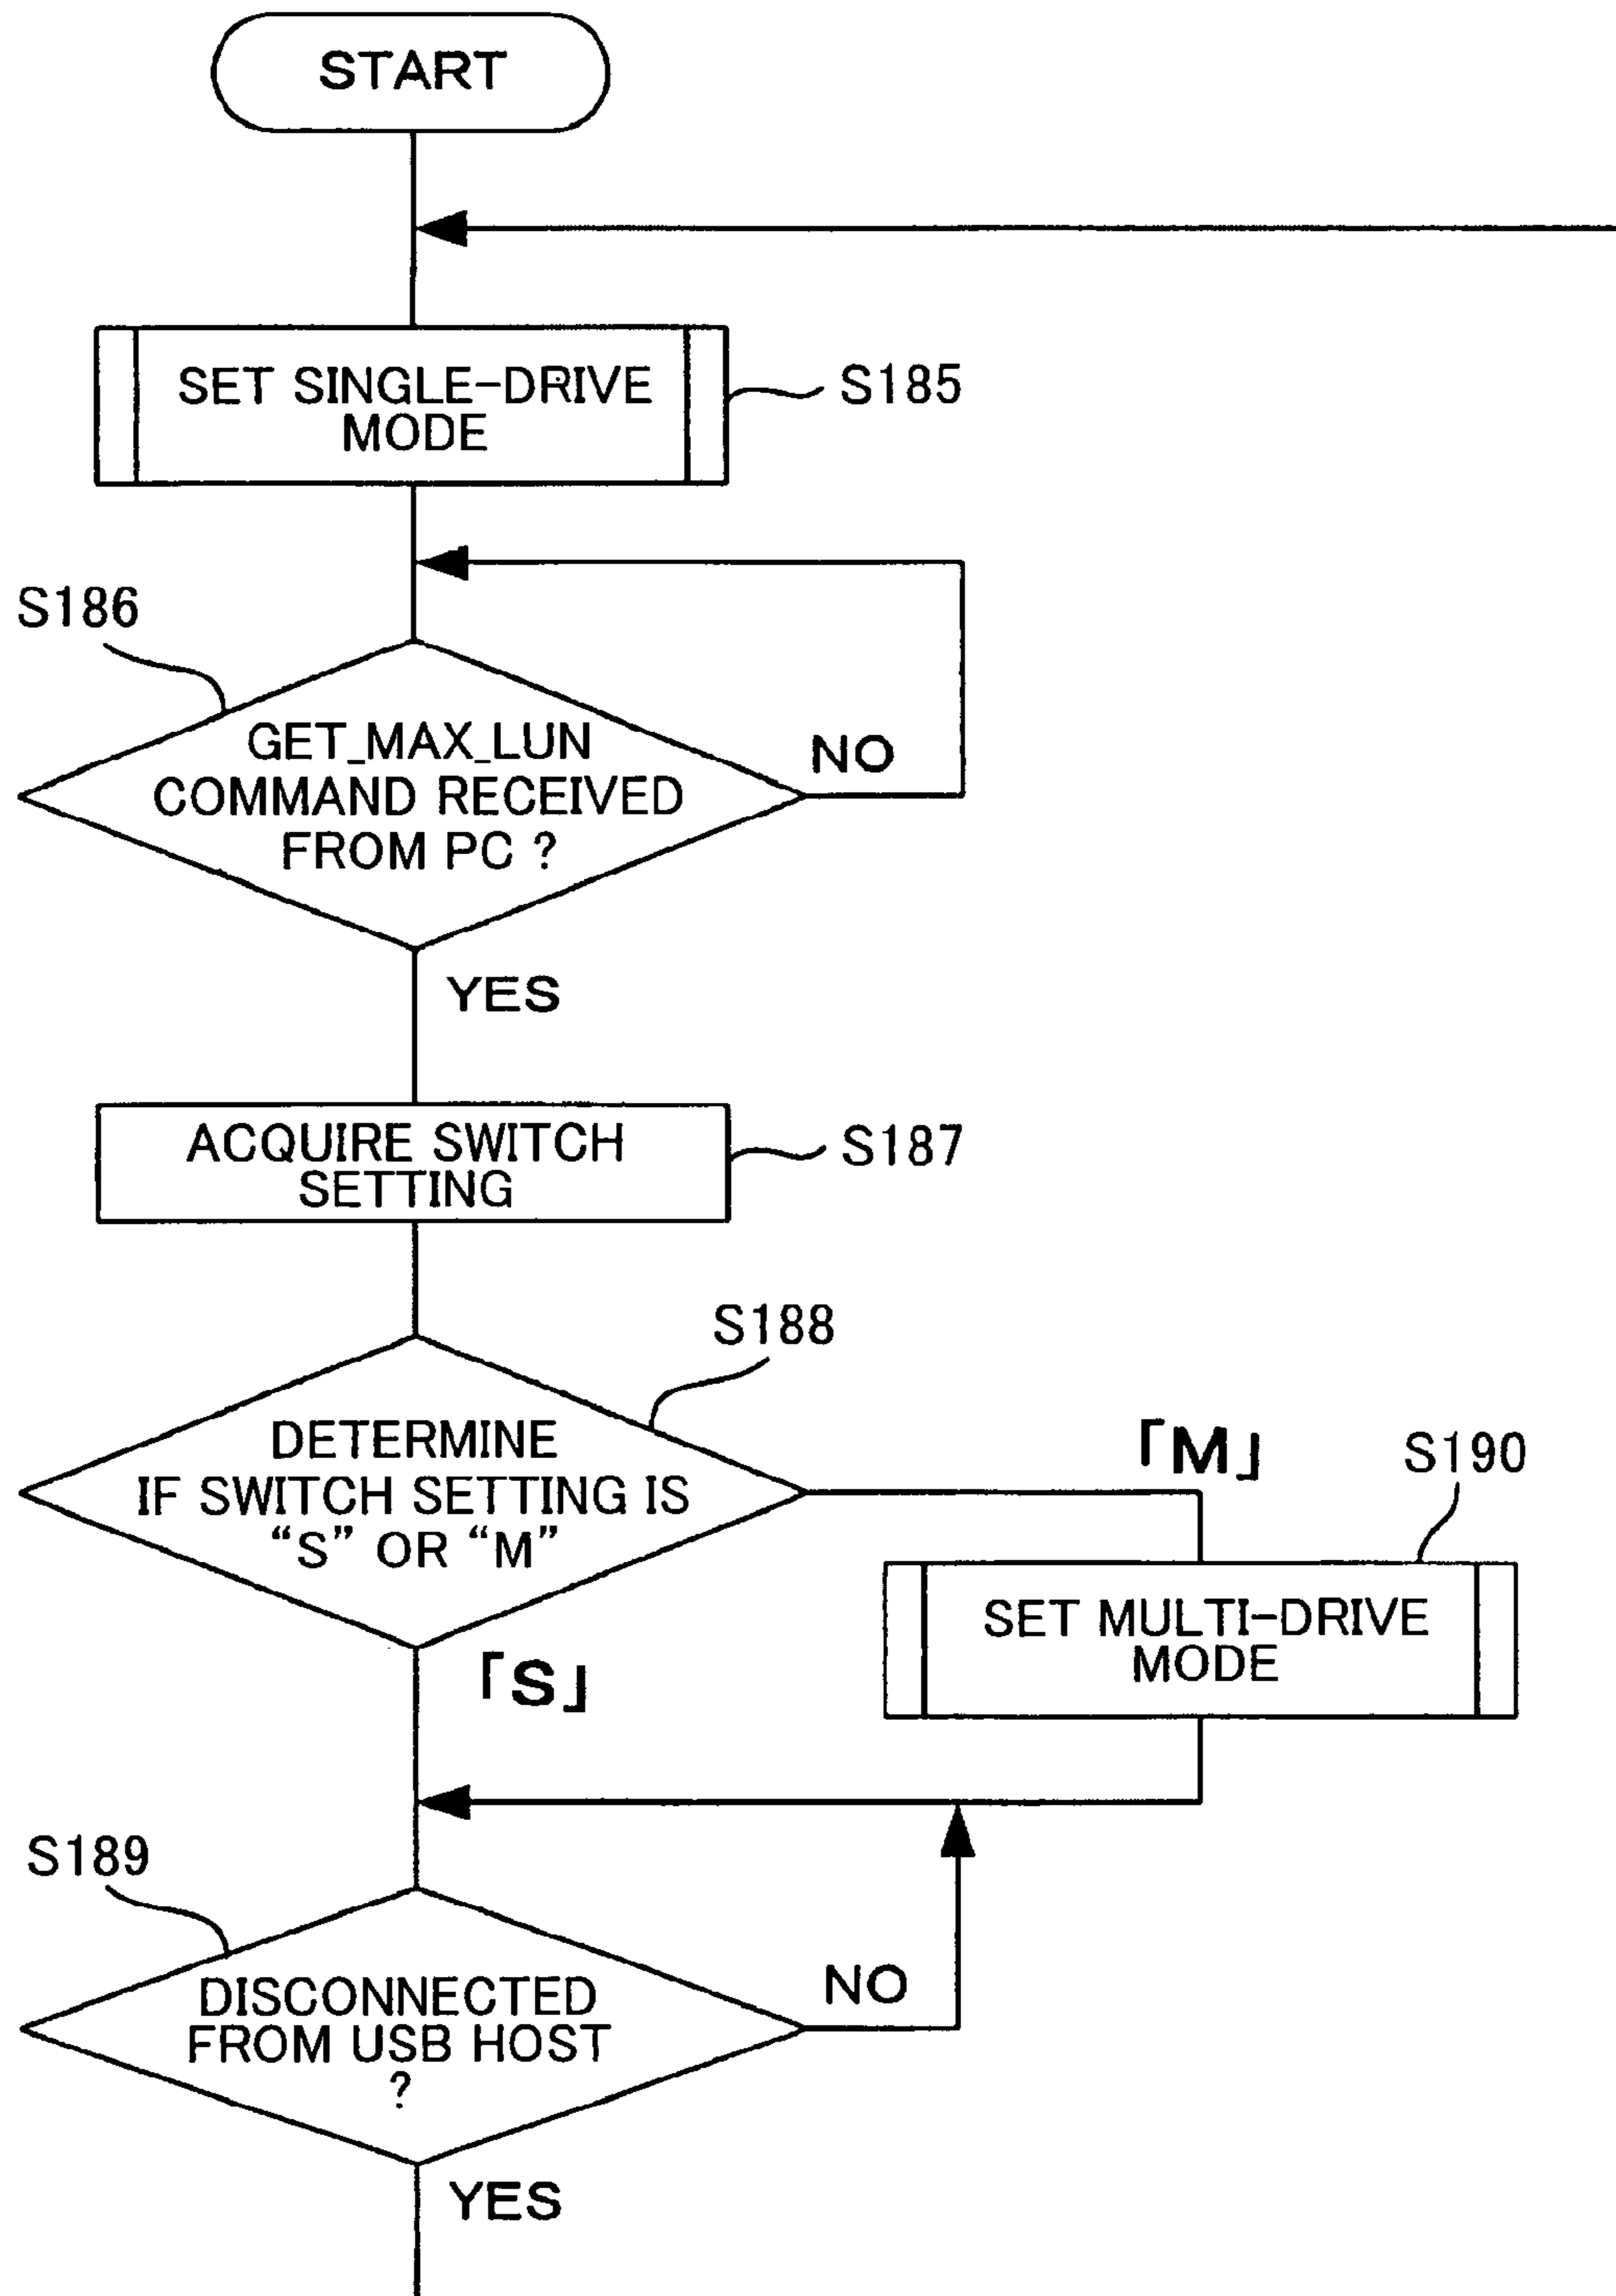 START
SET SINGLE-DRIVE
MODE
S185
S186
GET_MAX_LUN
COMMAND RECEIVED
FROM PC ?
NO
YES
ACQUIRE SWITCH
SETTING
S187
S188
DETERMINE
IF SWITCH SETTING IS
“S” OR “M”
「M」
S190
SET MULTI-DRIVE
MODE
「S」
S189
DISCONNECTED
FROM USB HOST
?
NO
YES